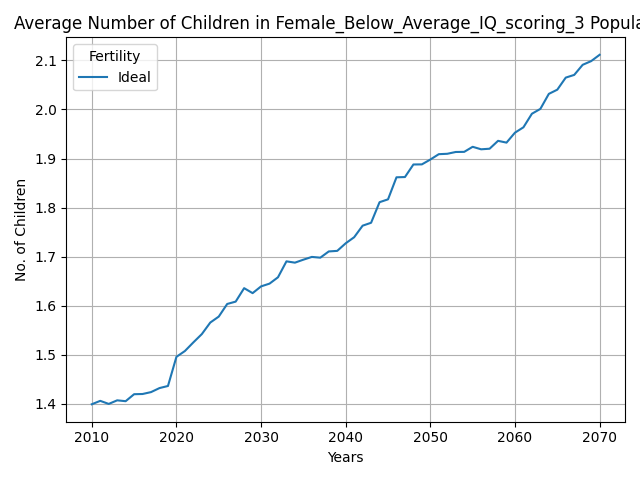 Average Number of Children in Female_Below_Average_IQ_scoring_3 Popula
Fertility
Ideal
No. of Children
2.1
2.0
1.9
1.8
1.7
1.6
1.5
1.4
2010 2020 2030 2040 2050 2060 2070
Years